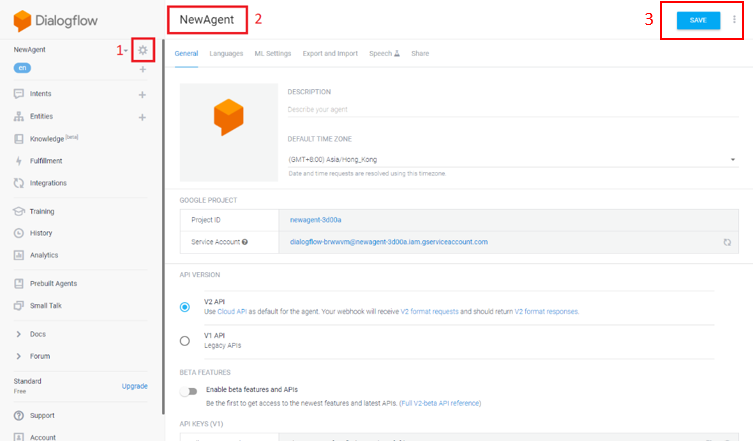 Dialogflow
NewAgent
2
SAVE
3
NewAgent
1
en
General Languages ML Settings Export and Import Speech Share
Intents
Entities
Knowledge [beta]
Fulfillment
Integrations
Training
History
Analytics
Prebuilt Agents
Small Talk
Docs
Forum
Standard
Free
Upgrade
Support
Account
DESCRIPTION
Describe your agent
DEFAULT TIME ZONE
(GMT+8:00) Asia/Hong_Kong
Date and time requests are resolved using this timezone.
GOOGLE PROJECT
Project ID newagent-3d00a
Service Account dialogflow-brwwvm@newagent-3d00a.iam.gserviceaccount.com
API VERSION
V2 API
Use Cloud API as default for the agent. Your webhook will receive V2 format requests and should return V2 format responses.
V1 API
Legacy APIs
BETA FEATURES
Enable beta features and APIs
Be the first to get access to the newest features and latest APIs. (Full V2-beta API reference)
API KEYS (V1)